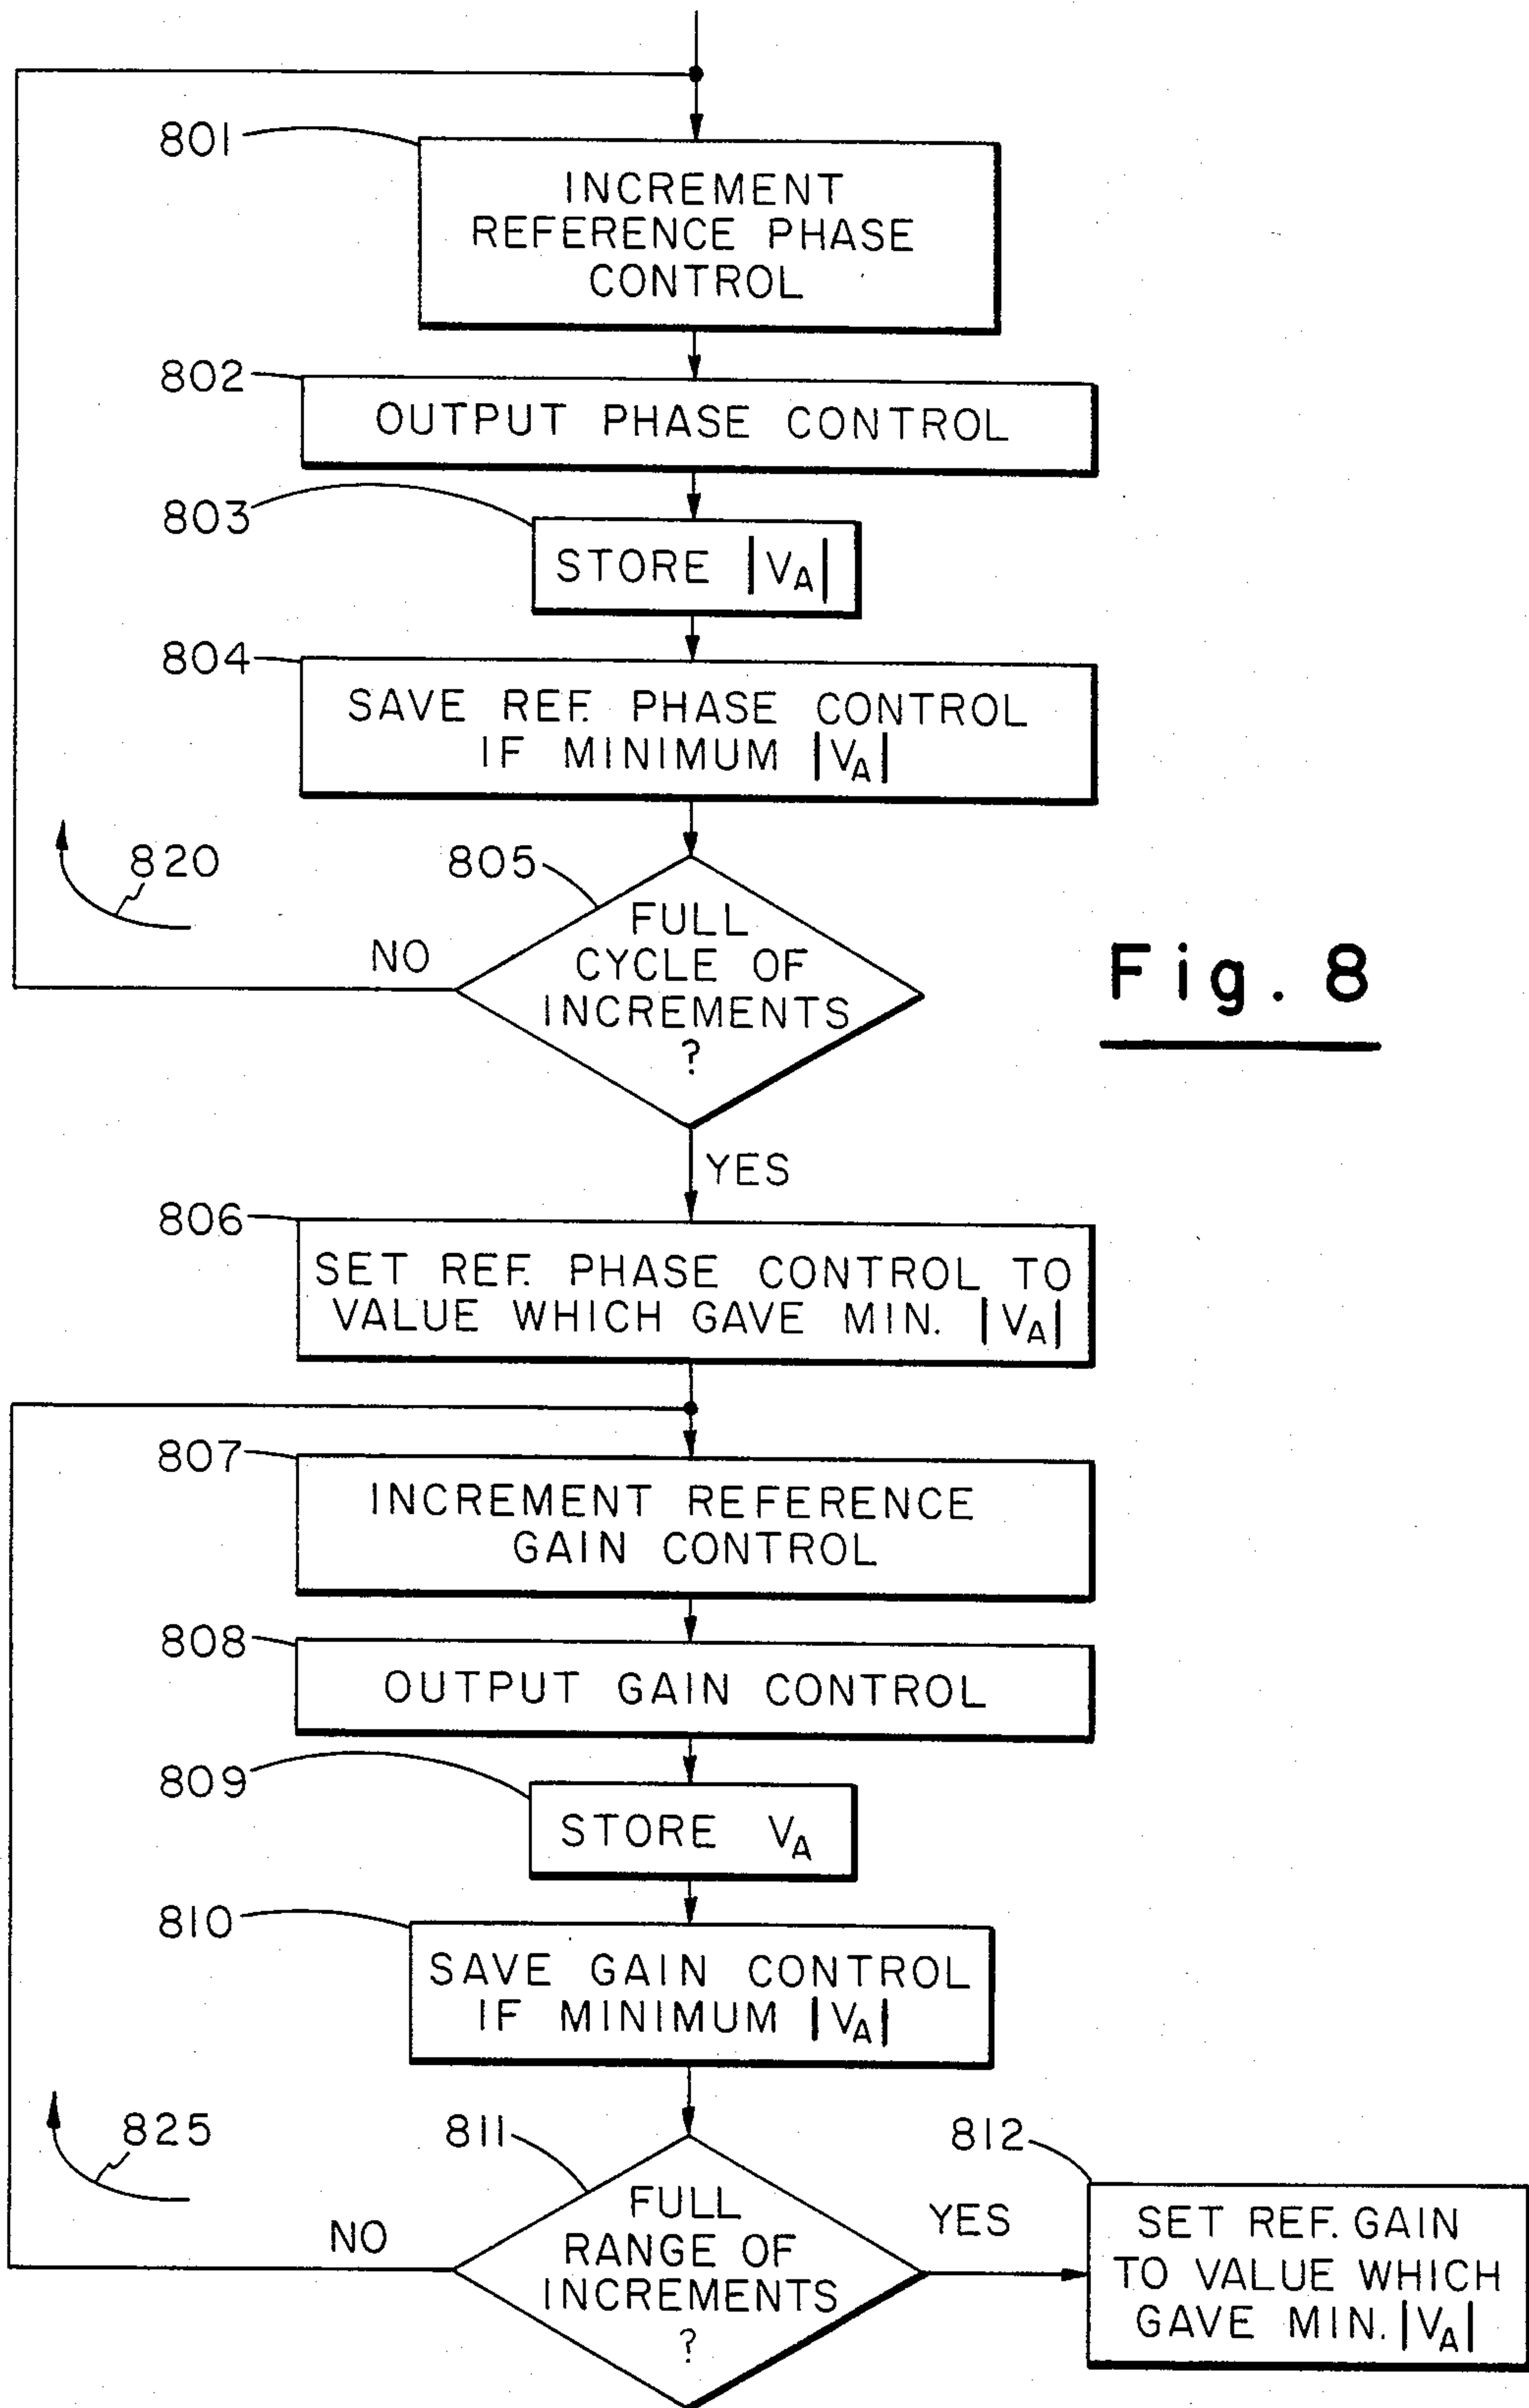 801
INCREMENT
REFERENCE PHASE
CONTROL
802
OUTPUT PHASE CONTROL
803
STORE |VA|
804
SAVE REF. PHASE CONTROL
IF MINIMUM |VA|
820
805
FULL
CYCLE OF
INCREMENTS
?
NO
Fig. 8
YES
806
SET REF. PHASE CONTROL TO
VALUE WHICH GAVE MIN. |VA|
807
INCREMENT REFERENCE
GAIN CONTROL
808
OUTPUT GAIN CONTROL
809
STORE VA
810
SAVE GAIN CONTROL
IF MINIMUM |VA|
825
811
FULL
RANGE OF
INCREMENTS
?
NO
YES
812
SET REF. GAIN
TO VALUE WHICH
GAVE MIN. |VA|